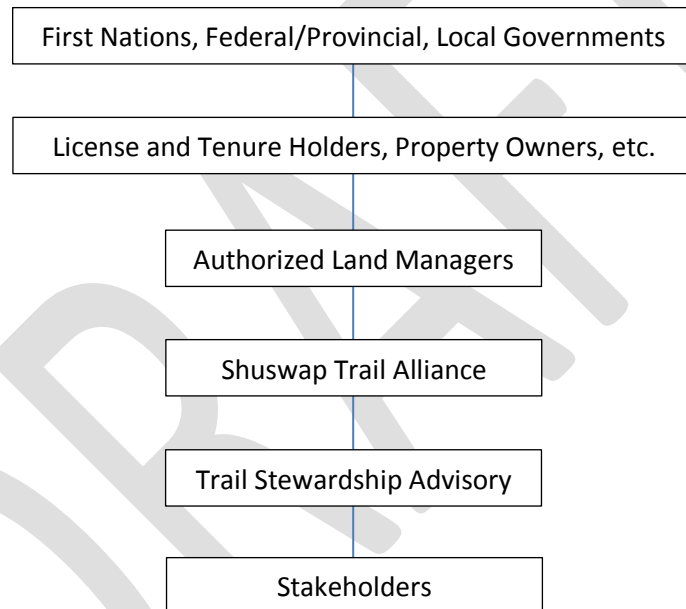 First Nations, Federal/Provincial, Local Governments
License and Tenure Holders, Property Owners, etc.
Authorized Land Managers
Shuswap Trail Alliance
Trail Stewardship Advisory
Stakeholders